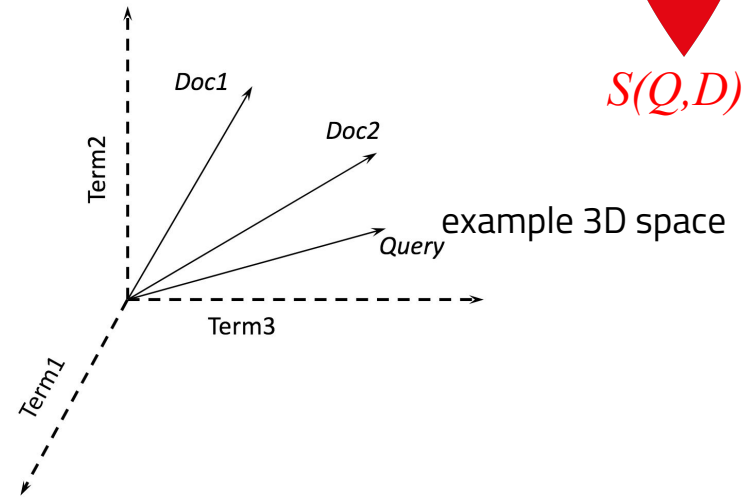 Doc1
S(Q,D)
Doc2
Term2
example 3D space
Query
Term3
Term1